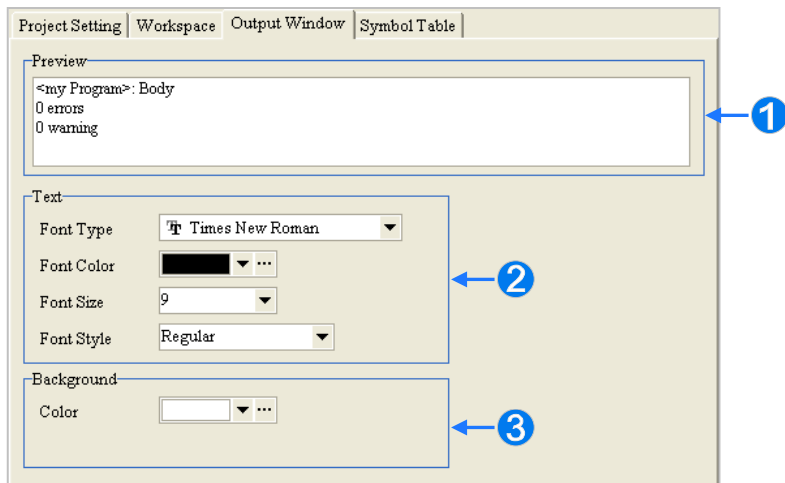 Project Setting Workspace Output Window Symbol Table
Preview
<my Program>: Body
0 errors
0 warning
1
Text
Font Type Times New Roman
Font Color ...
2
Font Size 9
Font Style Regular
Background
Color ...
3